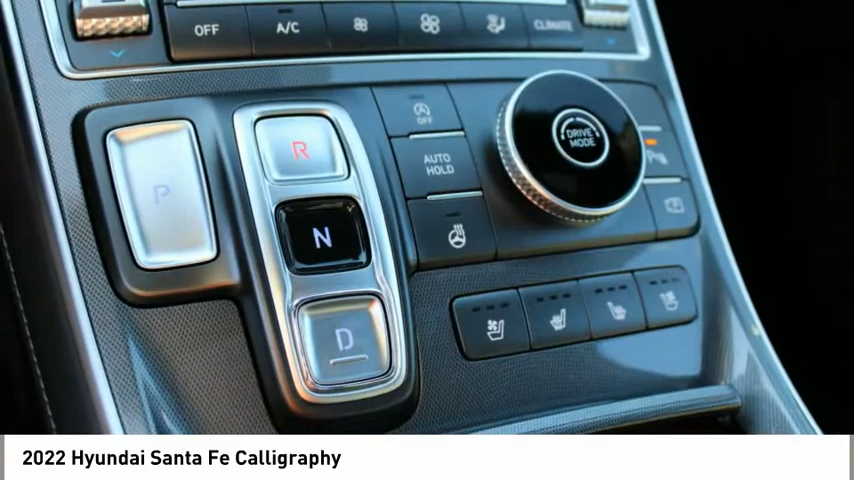 OFF
A/C
CLIMATE
OFF
AUTO
HOLD
DRIVE
MODE
P
R
N
D
2022 Hyundai Santa Fe Calligraphy